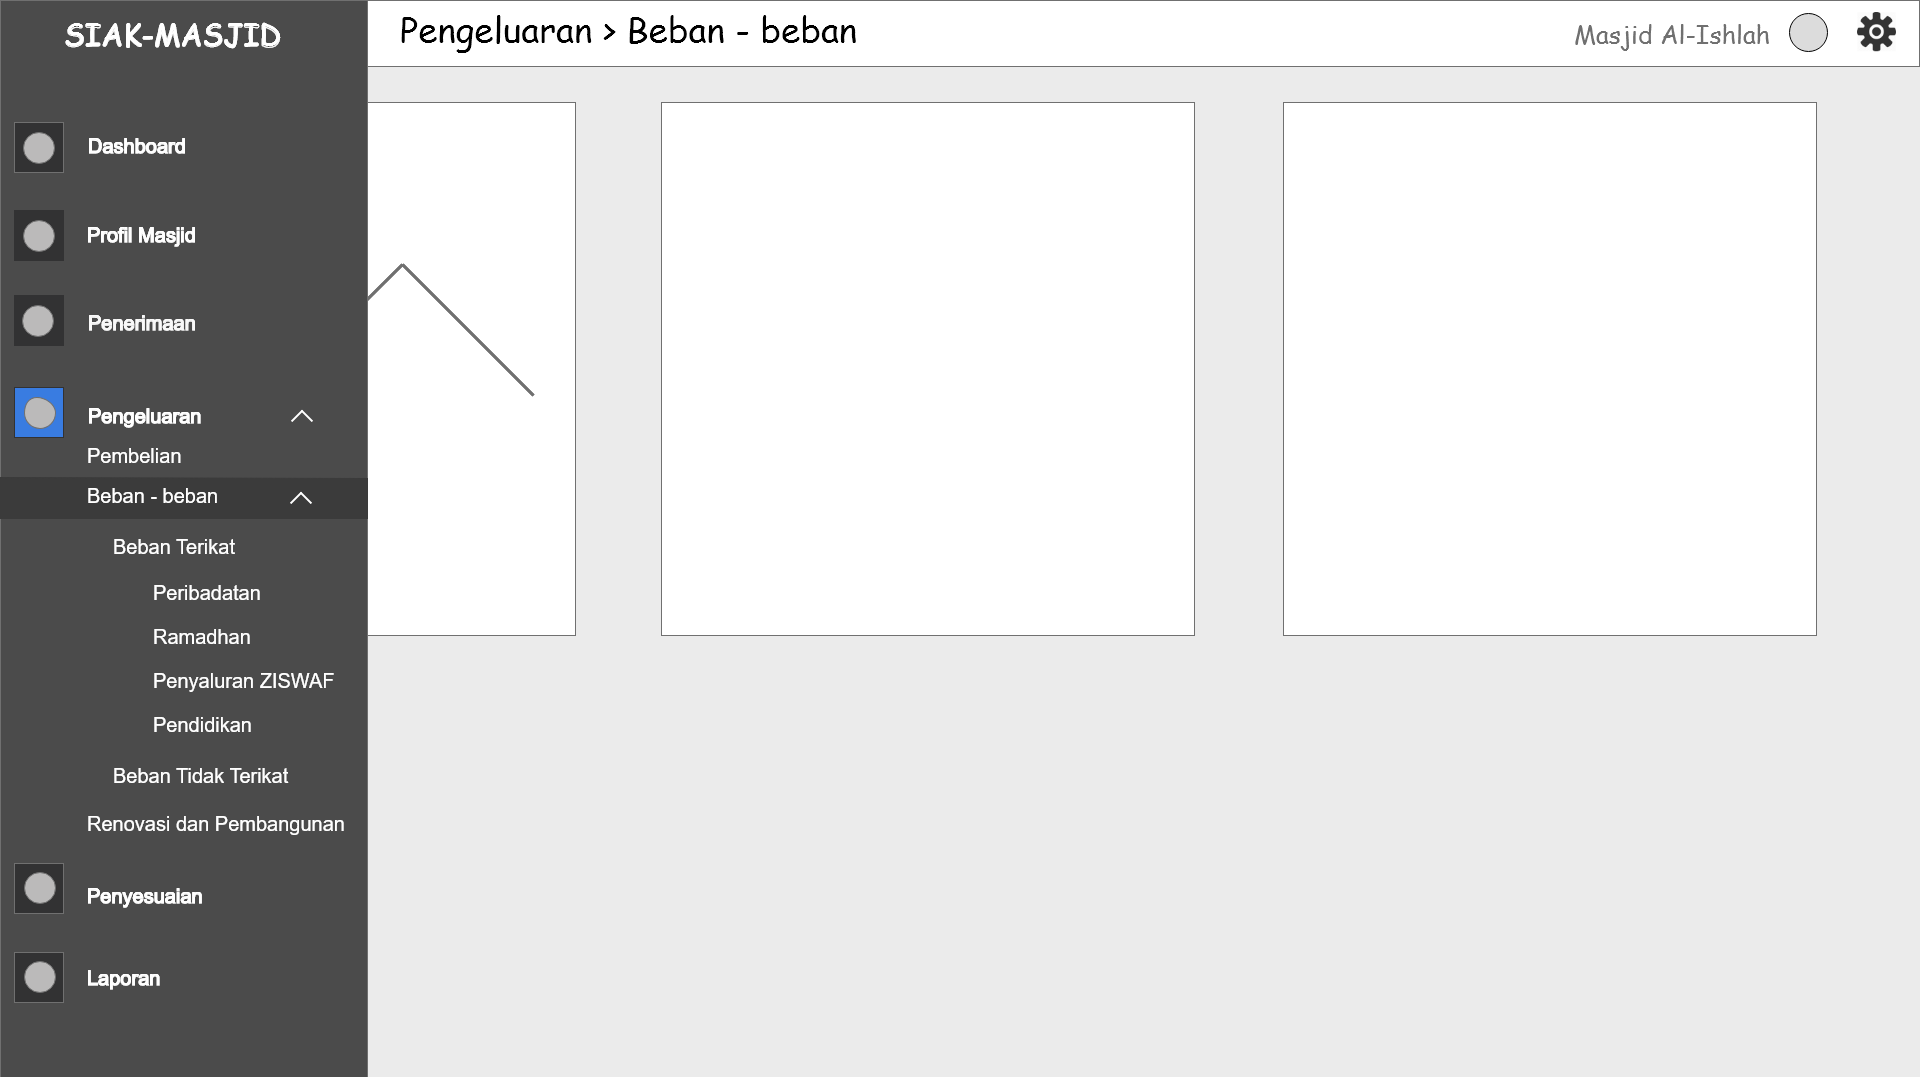 SIAK-MASJID
Pengeluaran > Beban - beban
Masjid Al-Ishlah
Dashboard
Profil Masjid
Penerimaan
Pengeluaran
Pembelian
Beban - beban
Beban Terikat
Peribadatan
Ramadhan
Penyaluran ZISWAF
Pendidikan
Beban Tidak Terikat
Renovasi dan Pembangunan
Penyesuaian
Laporan